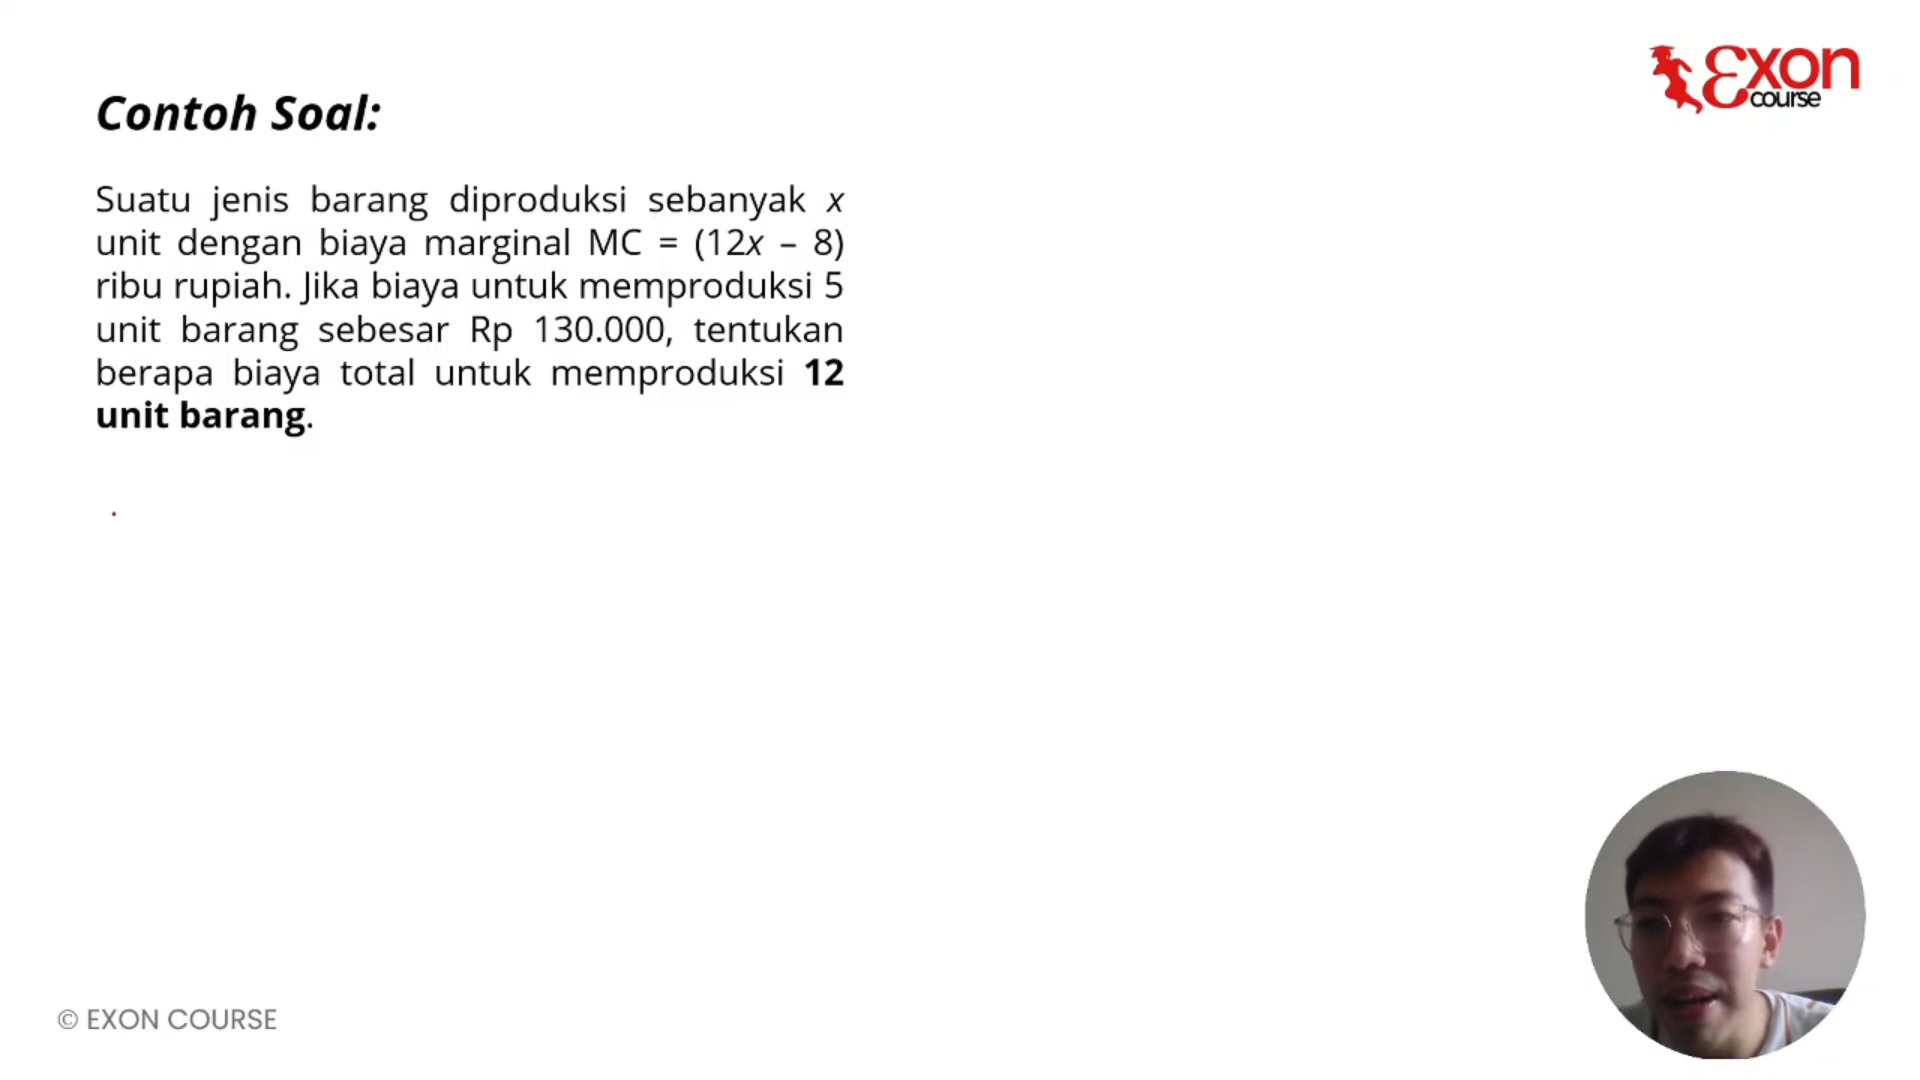 Exon
course
Contoh Soal:
Suatu jenis barang diproduksi sebanyak x
unit dengan biaya marginal MC = (12x – 8)
ribu rupiah. Jika biaya untuk memproduksi 5
unit barang sebesar Rp 130.000, tentukan
berapa biaya total untuk memproduksi 12
unit barang.
© EXON COURSE